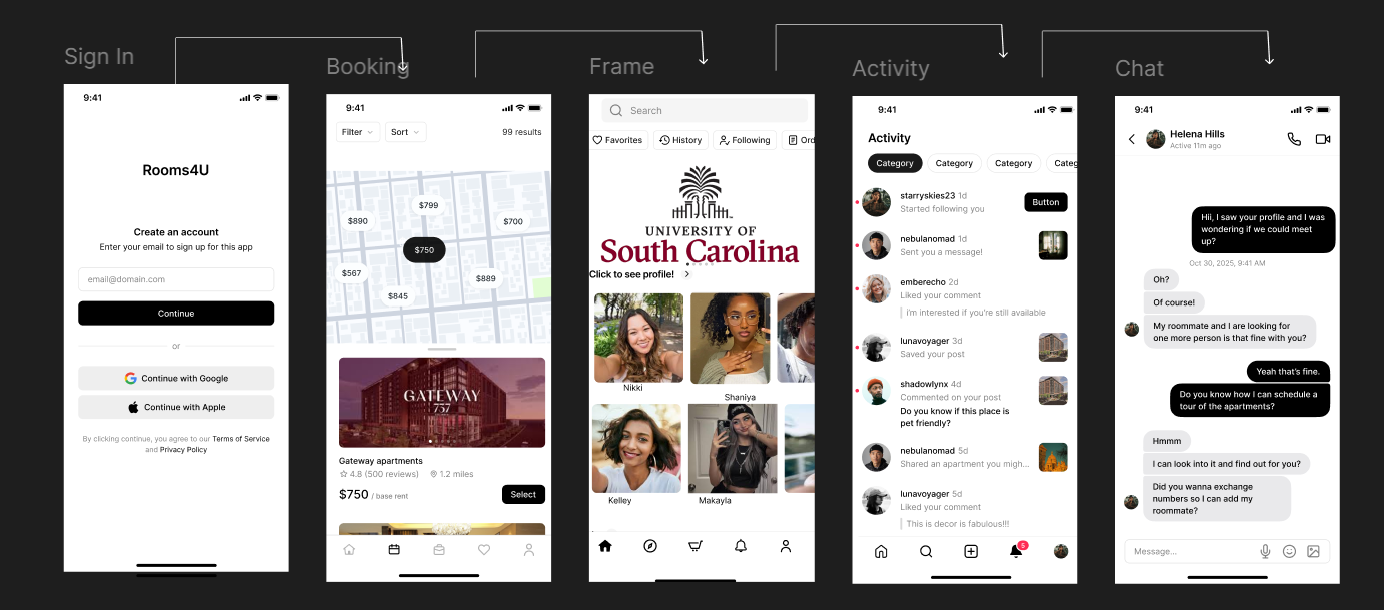 Sign In
9:41
Rooms4U
Create an account
Enter your email to sign up for this app
email@domain.com
Continue
or
Continue with Google
Continue with Apple
By clicking continue, you agree to our Terms of Service
and Privacy Policy
Booking
9:41
Filter
Sort
99 results
$799
$890
$700
$750
$567
$889
$845
GATEWAY
737
Gateway apartments
4.8 (500 reviews)
1.2 miles
$750 / base rent
Select
Frame
Search
Favorites
History
Following
Ord
UNIVERSITY OF
South Carolina
Click to see profile!
Nikki
Shaniya
Kelley
Makayla
Activity
9:41
Activity
Category
Category
Category
Categ
starryskies23 1d
Started following you
Button
nebulanomad 1d
Sent you a message!
emberecho 2d
Liked your comment
i'm interested if you're still available
lunavoyager 3d
Saved your post
shadowlynx 4d
Commented on your post
Do you know if this place is
pet friendly?
nebulanomad 5d
Shared an apartment you migh...
lunavoyager 5d
Liked your comment
This is decor is fabulous!!!
5
Chat
9:41
Helena Hills
Active 11m ago
Hii, I saw your profile and I was
wondering if we could meet
up?
Oct 30, 2025, 9:41 AM
Oh?
Of course!
My roommate and I are looking for
one more person is that fine with you?
Yeah that's fine.
Do you know how I can schedule a
tour of the apartments?
Hmmm
I can look into it and find out for you?
Did you wanna exchange
numbers so I can add my
roommate?
Message...